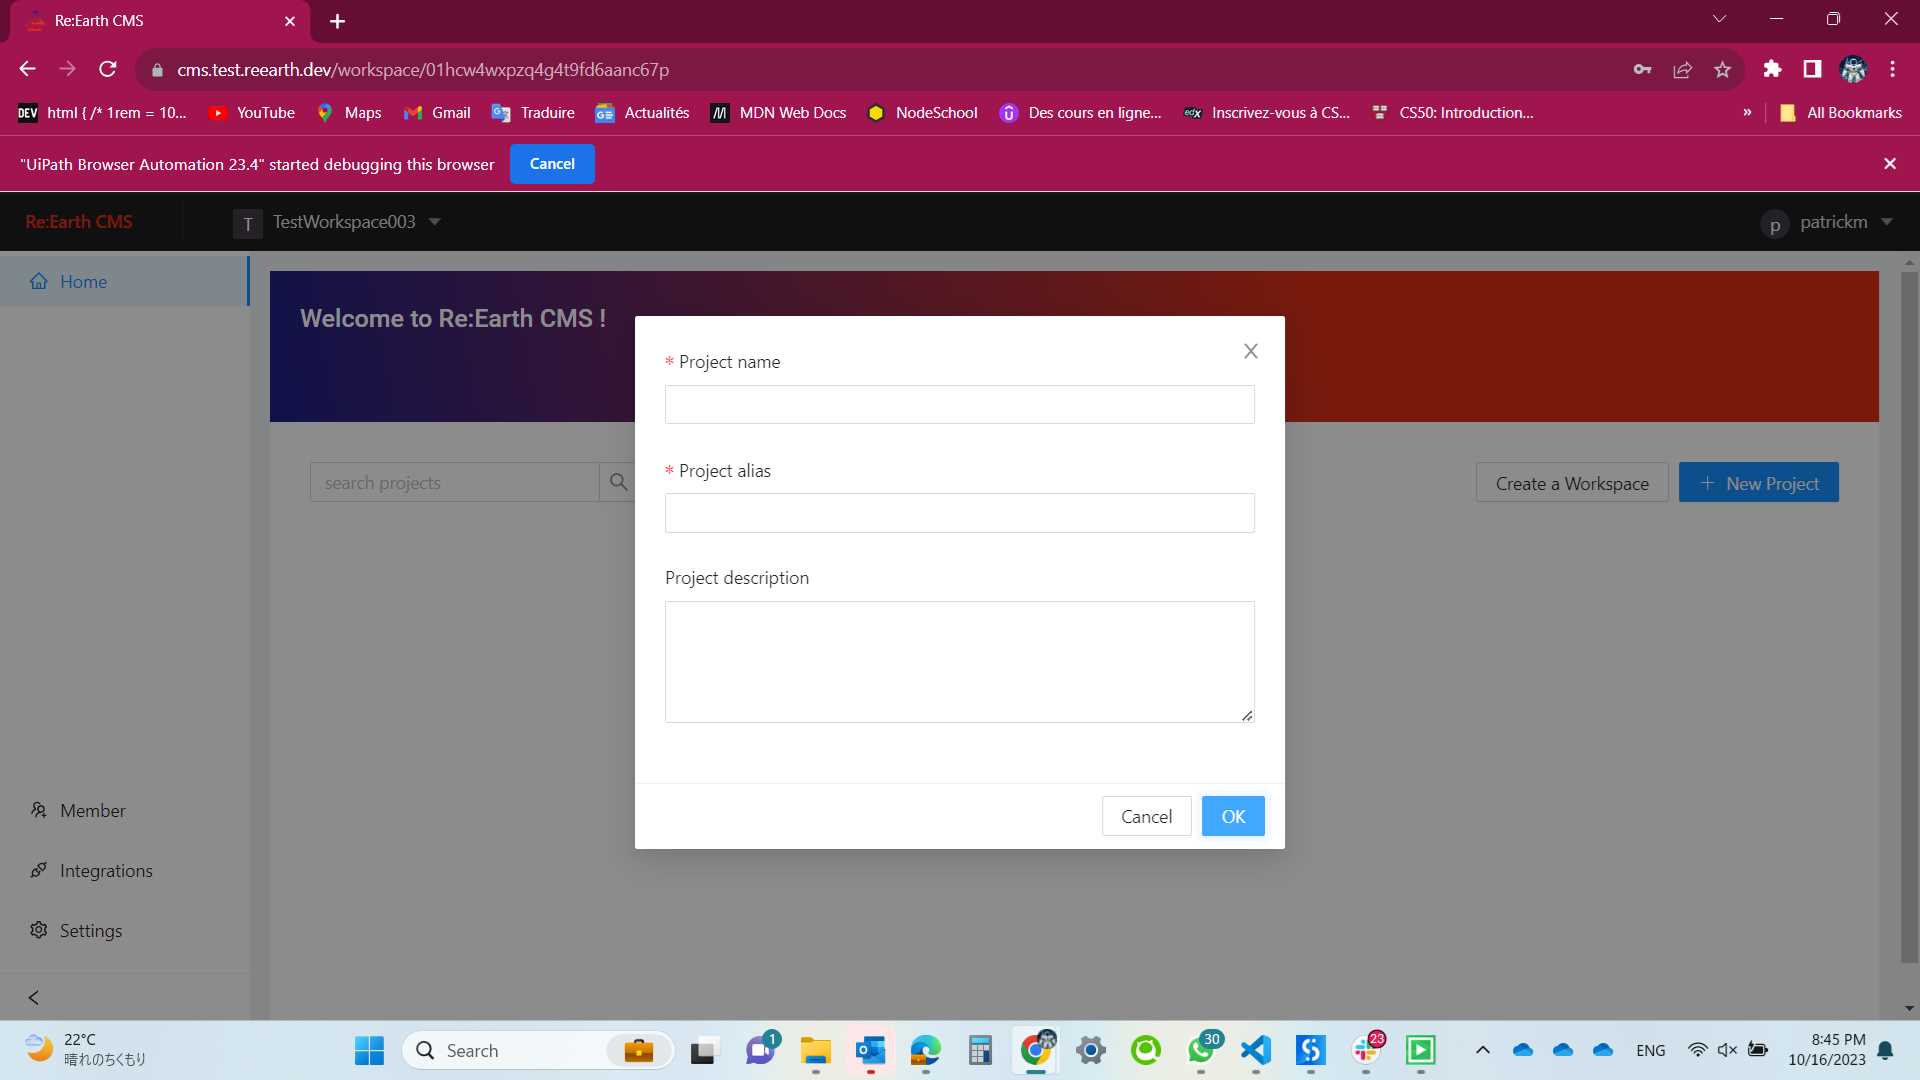 Re:Earth CMS
cms.test.reearth.dev/workspace/01hcw4wxpzq4g4t9fd6aanc67p
DEV html { /* 1rem = 10... YouTube Maps Gmail Traduire Actualités MDN Web Docs NodeSchool Des cours en ligne... edX Inscrivez-vous à CS... CS50: Introduction... » All Bookmarks
"UiPath Browser Automation 23.4" started debugging this browser Cancel
Re:Earth CMS T TestWorkspace003 p patrickm
Home
Welcome to Re:Earth CMS !
* Project name
* Project alias
search projects
Create a Workspace + New Project
Project description
Cancel OK
Member
Integrations
Settings
22°C
晴れのちくもり
Search
1
30
23
ENG
8:45 PM
10/16/2023